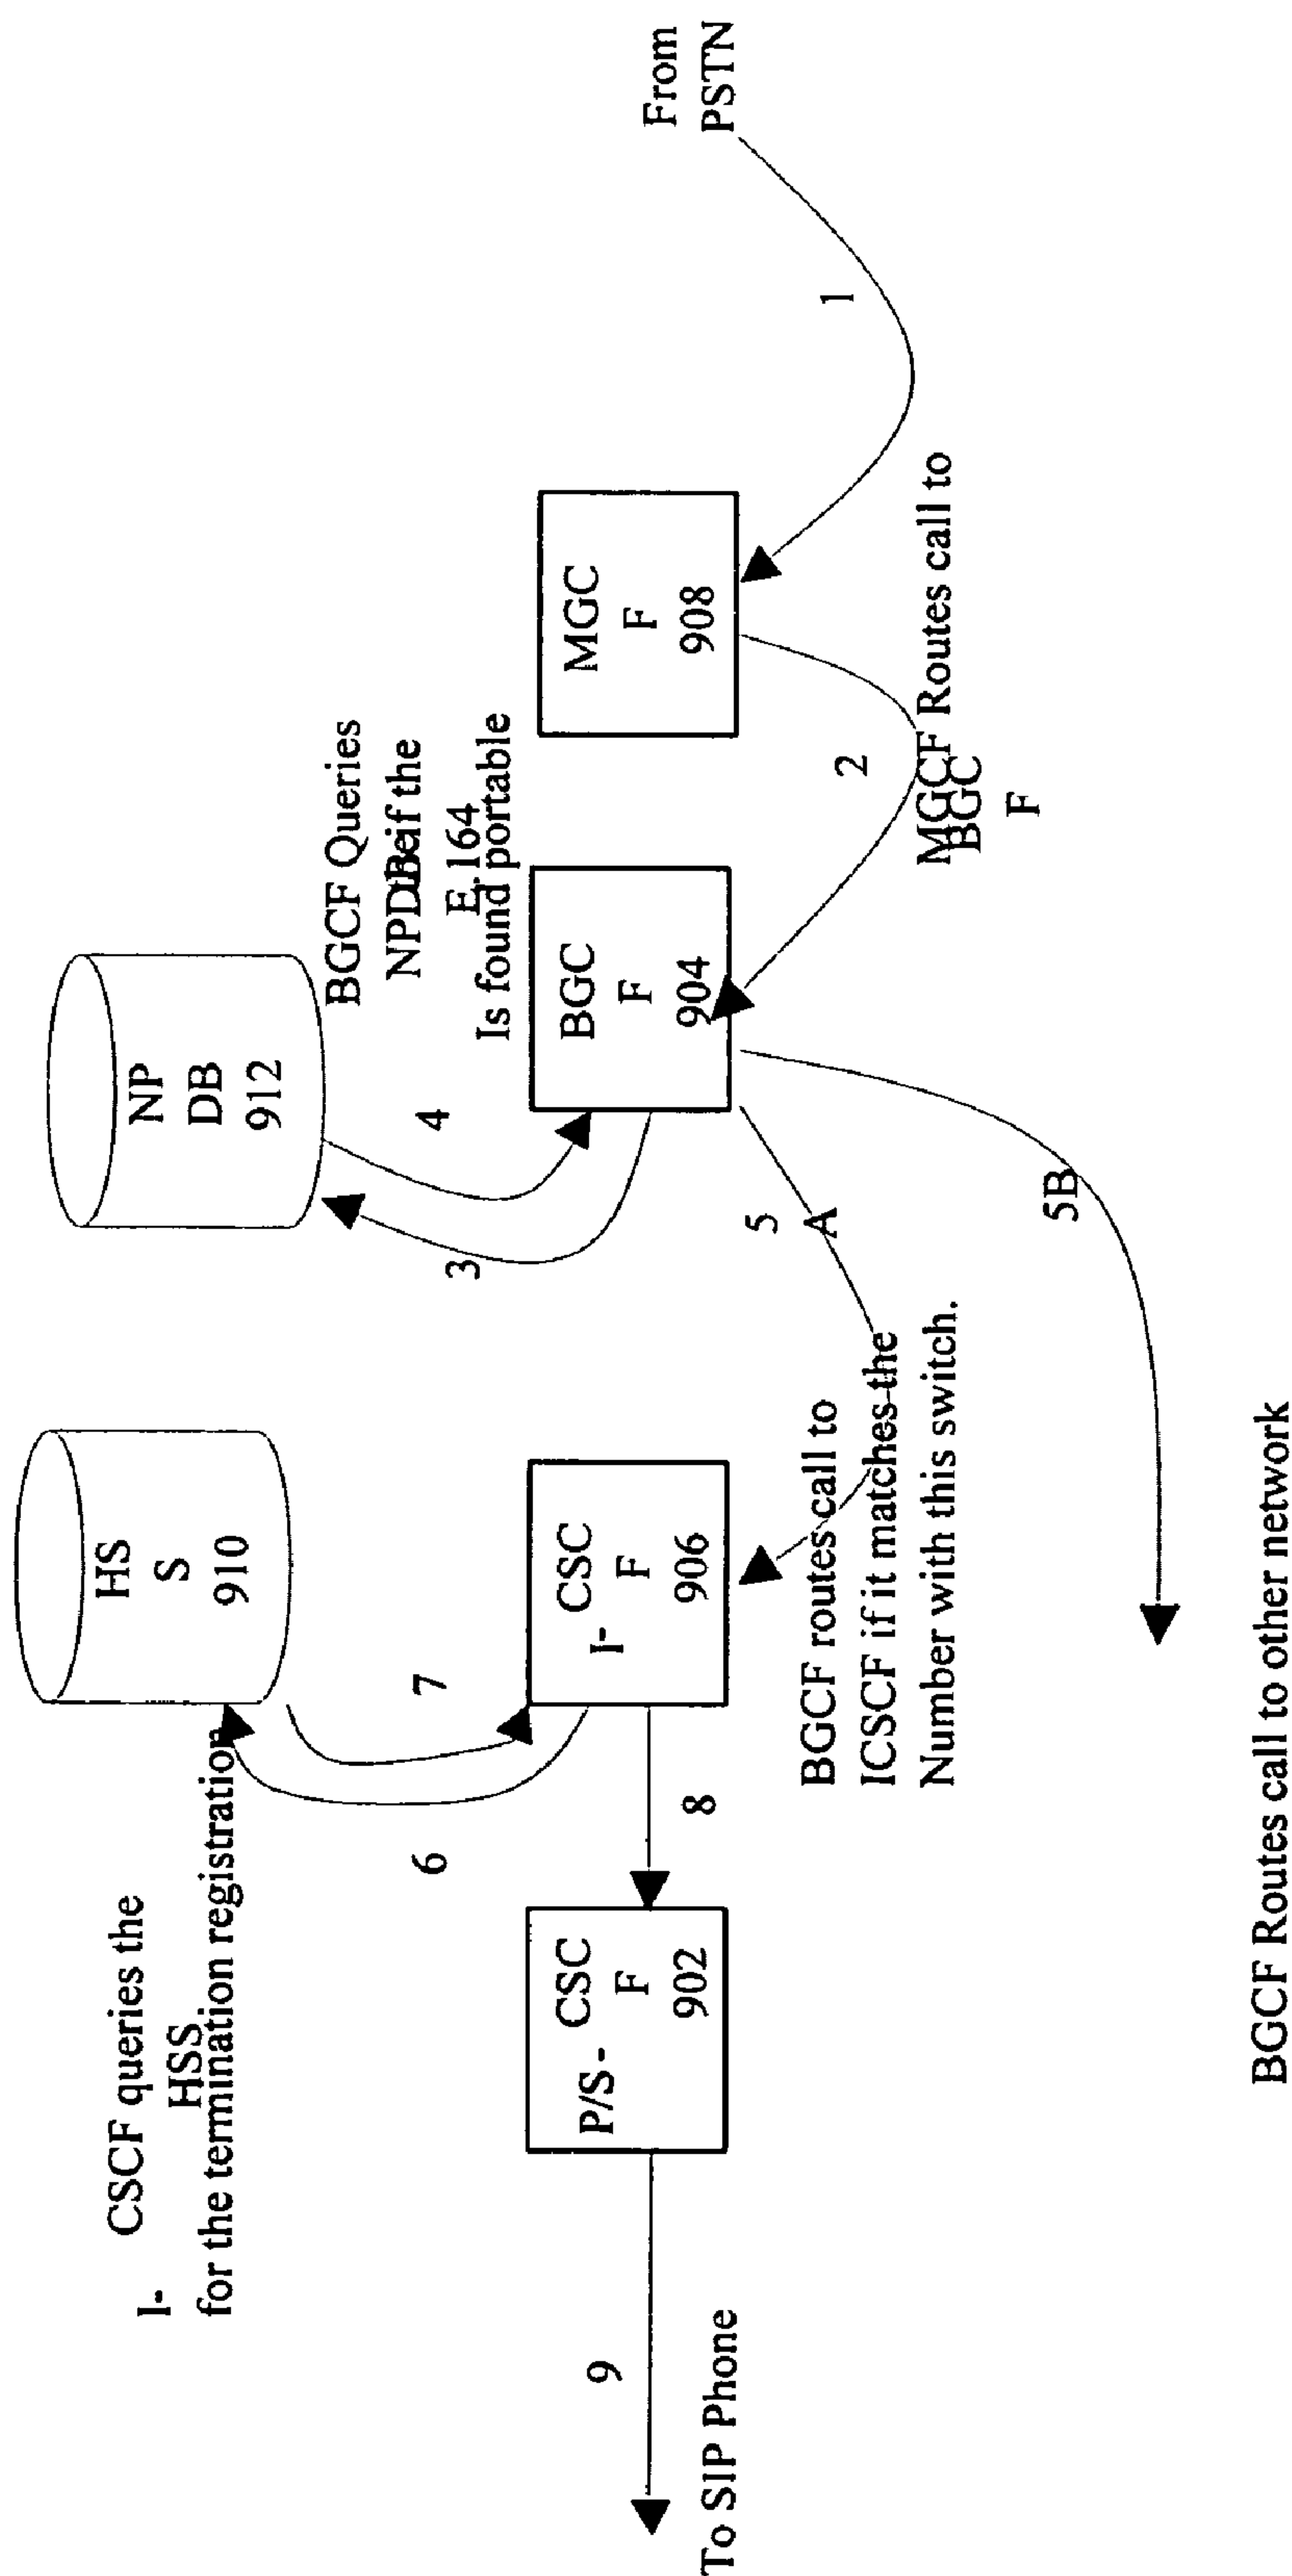 I- CSCF queries the
HSS
for the termination registration
HS
S
910
NP
DB
912
BGCF Queries
NPDB if the
the
E.164
Is found portable
6
7
3
4
9
To SIP Phone
P/S - CSC
F
902
8
I- CSC
F
906
BGC
F
904
MGC
F
908
From
PSTN
1
2
MGCF Routes call to
BGC
F
5
A
5B
BGCF routes call to
ICSCF if it matches the
Number with this switch.
BGCF Routes call to other network